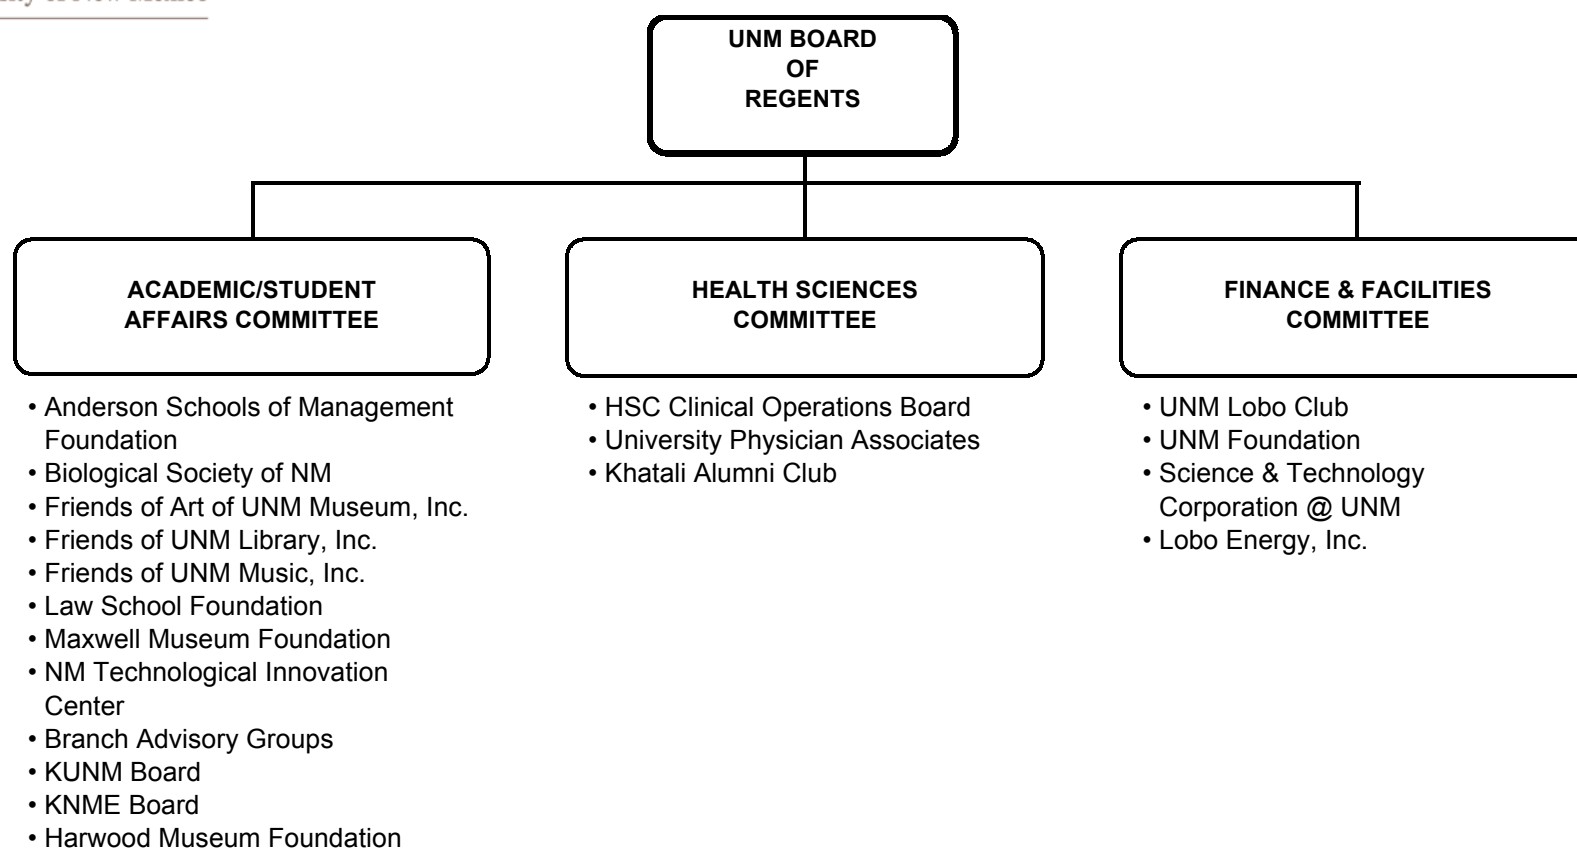 UNM BOARD
OF
REGENTS
ACADEMIC/STUDENT
AFFAIRS COMMITTEE
• Anderson Schools of Management
Foundation
• Biological Society of NM
• Friends of Art of UNM Museum, Inc.
• Friends of UNM Library, Inc.
• Friends of UNM Music, Inc.
• Law School Foundation
• Maxwell Museum Foundation
• NM Technological Innovation
Center
• Branch Advisory Groups
• KUNM Board
• KNME Board
• Harwood Museum Foundation
HEALTH SCIENCES
COMMITTEE
• HSC Clinical Operations Board
• University Physician Associates
• Khatali Alumni Club
FINANCE & FACILITIES
COMMITTEE
• UNM Lobo Club
• UNM Foundation
• Science & Technology
Corporation @ UNM
• Lobo Energy, Inc.